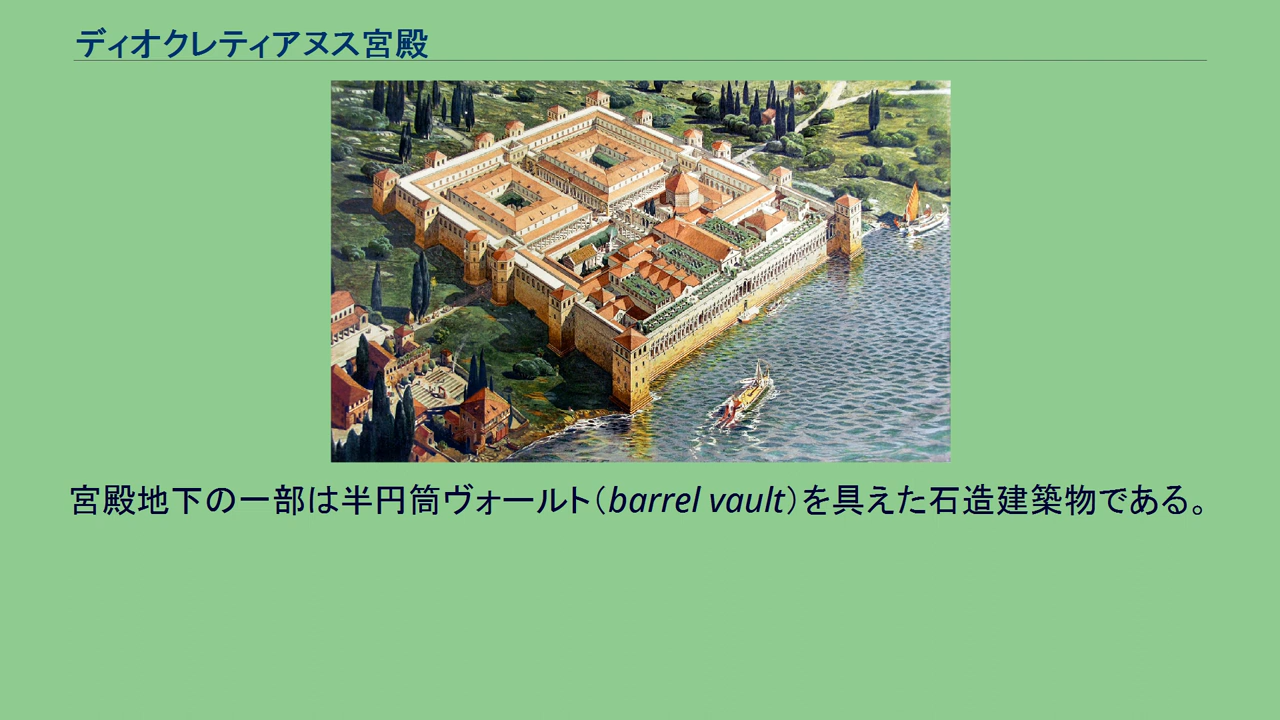 ディオクレティアヌス宮殿
宮殿地下の一部は半円筒ヴォールト（barrel vault）を具えた石造建築物である。